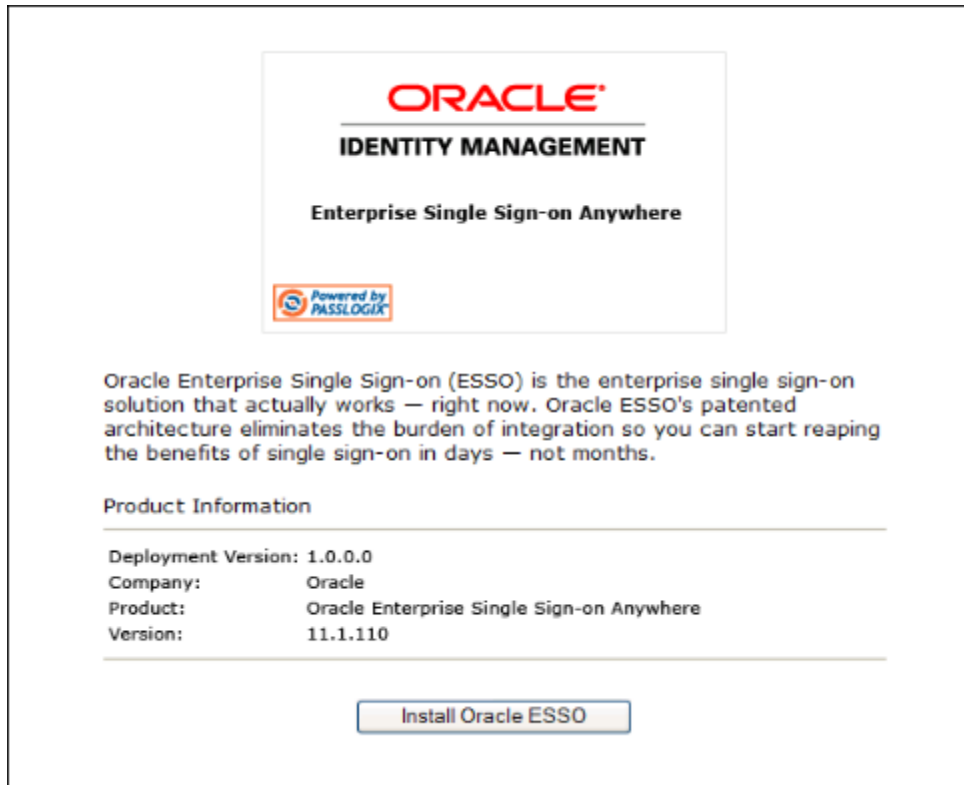 ORACLE
IDENTITY MANAGEMENT
Enterprise Single Sign-on Anywhere
Powered by
PASSLOGIX
Oracle Enterprise Single Sign-on (ESSO) is the enterprise single sign-on
solution that actually works — right now. Oracle ESSO's patented
architecture eliminates the burden of integration so you can start reaping
the benefits of single sign-on in days — not months.
Product Information
Deployment Version: 1.0.0.0
Company: Oracle
Product: Oracle Enterprise Single Sign-on Anywhere
Version: 11.1.110
Install Oracle ESSO